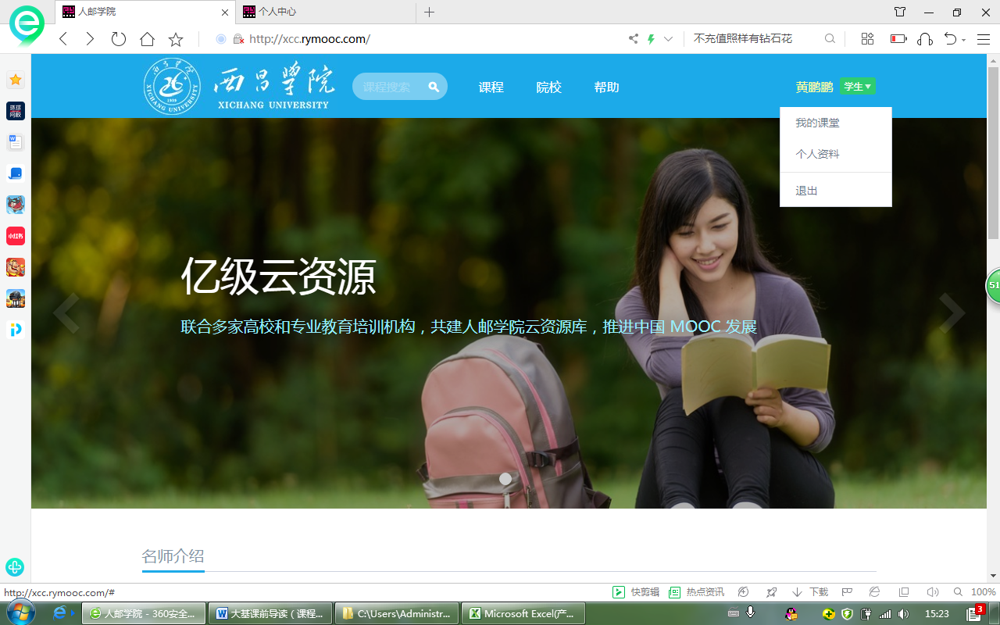 人邮学院
个人中心
http://xcc.rymooc.com/
不充值照样有钻石花
西昌学院
XICHANG UNIVERSITY
课程搜索
课程
院校
帮助
黄鹏鹏
学生
我的课堂
个人资料
退出
环球网校
小红书
亿级云资源
联合多家高校和专业教育培训机构，共建人邮学院云资源库，推进中国 MOOC 发展
51
名师介绍
http://xcc.rymooc.com/#
快剪辑
热点资讯
下载
100%
人邮学院 - 360安全...
大基课前导读（课程...
C:\Users\Administr...
Microsoft Excel(产...
15:23
3